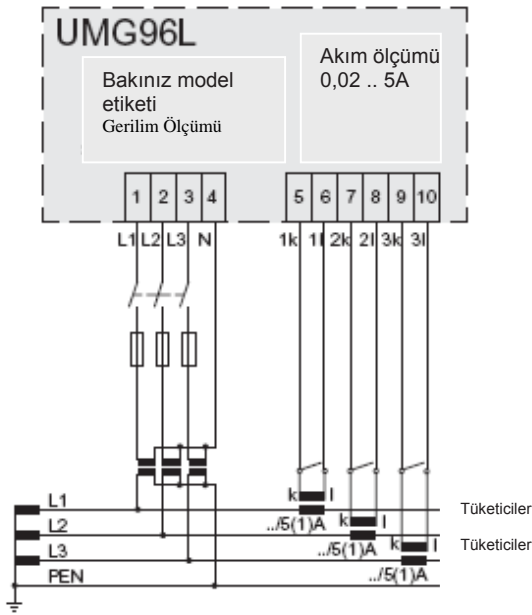 UMG96L
Bakınız model
etiketi
Gerilim Ölçümü
Akım ölçümü
0,02 .. 5A
1 2 3 4 5 6 7 8 9 10
L1 L2 L3 N 1k 1l 2k 2l 3k 3l
k l
L1 ../5(1)A k l Tüketiciler
L2 ../5(1)A k l Tüketiciler
L3 ../5(1)A
PEN